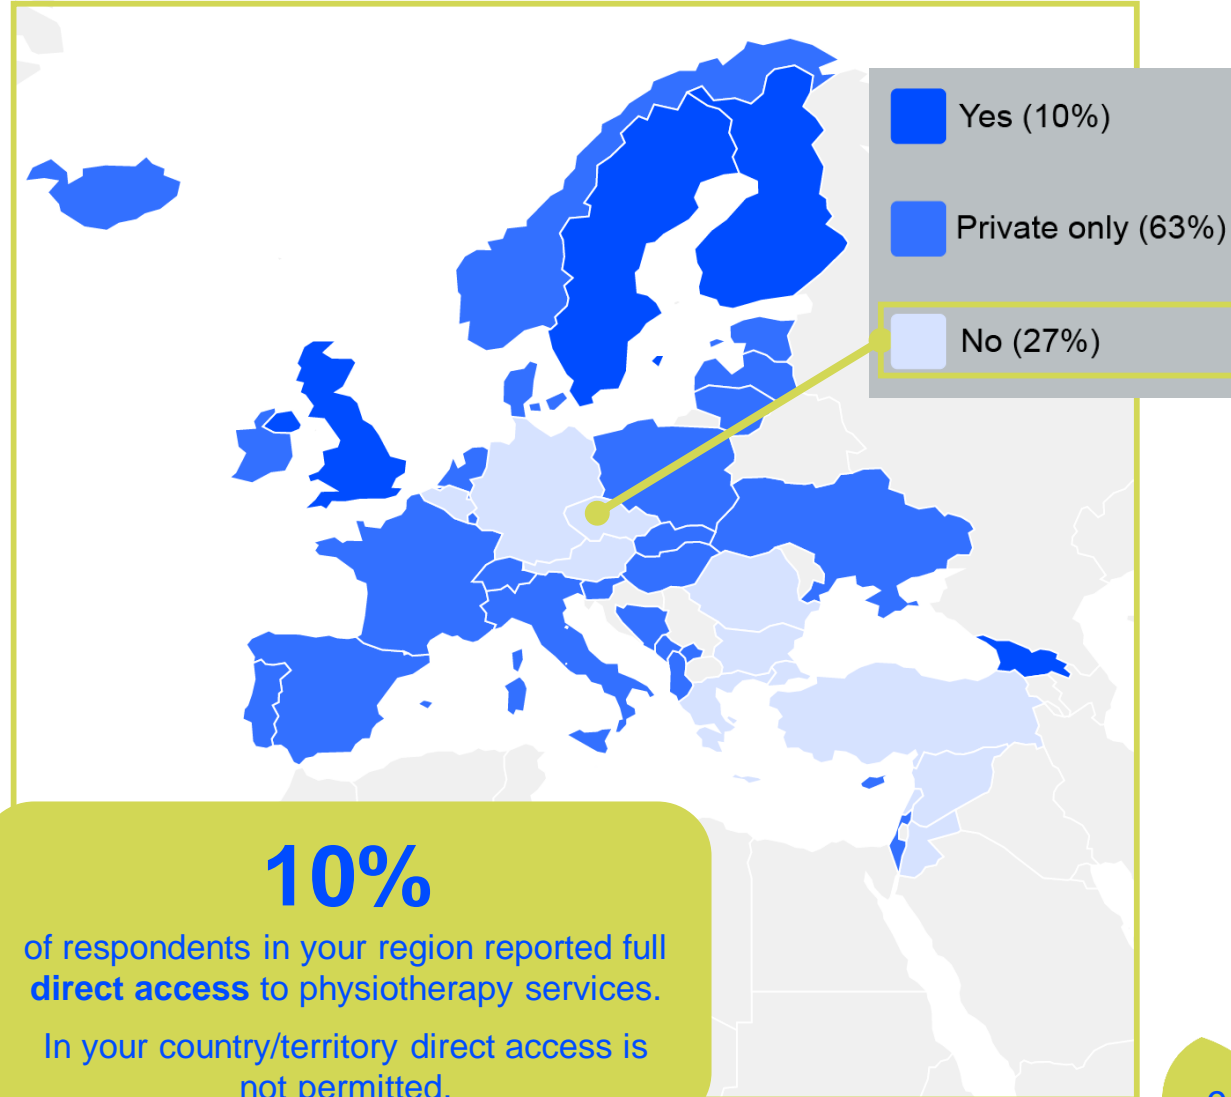 Yes (10%)
Private only (63%)
No (27%)
10%
of respondents in your region reported full
direct access to physiotherapy services.
In your country/territory direct access is
not permitted.